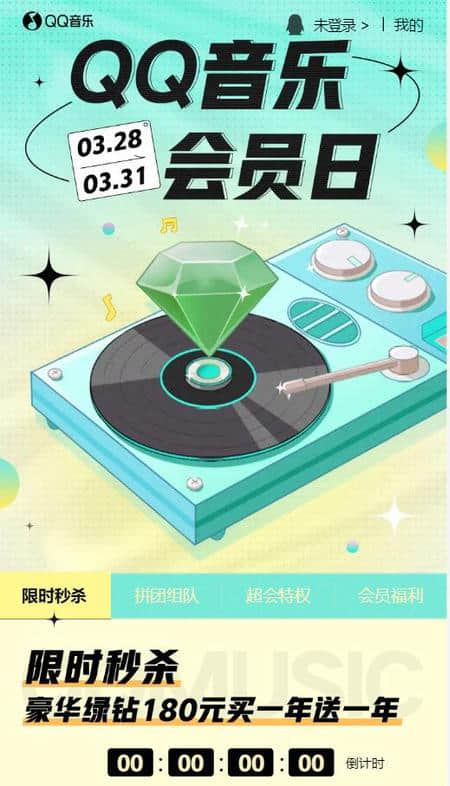 QQ音乐
未登录 > | 我的
QQ音乐
03.28
03.31
会员日
限时秒杀 拼团组队 超会特权 会员福利
限时秒杀
豪华绿钻180元买一年送一年
00 : 00 : 00 : 00 倒计时